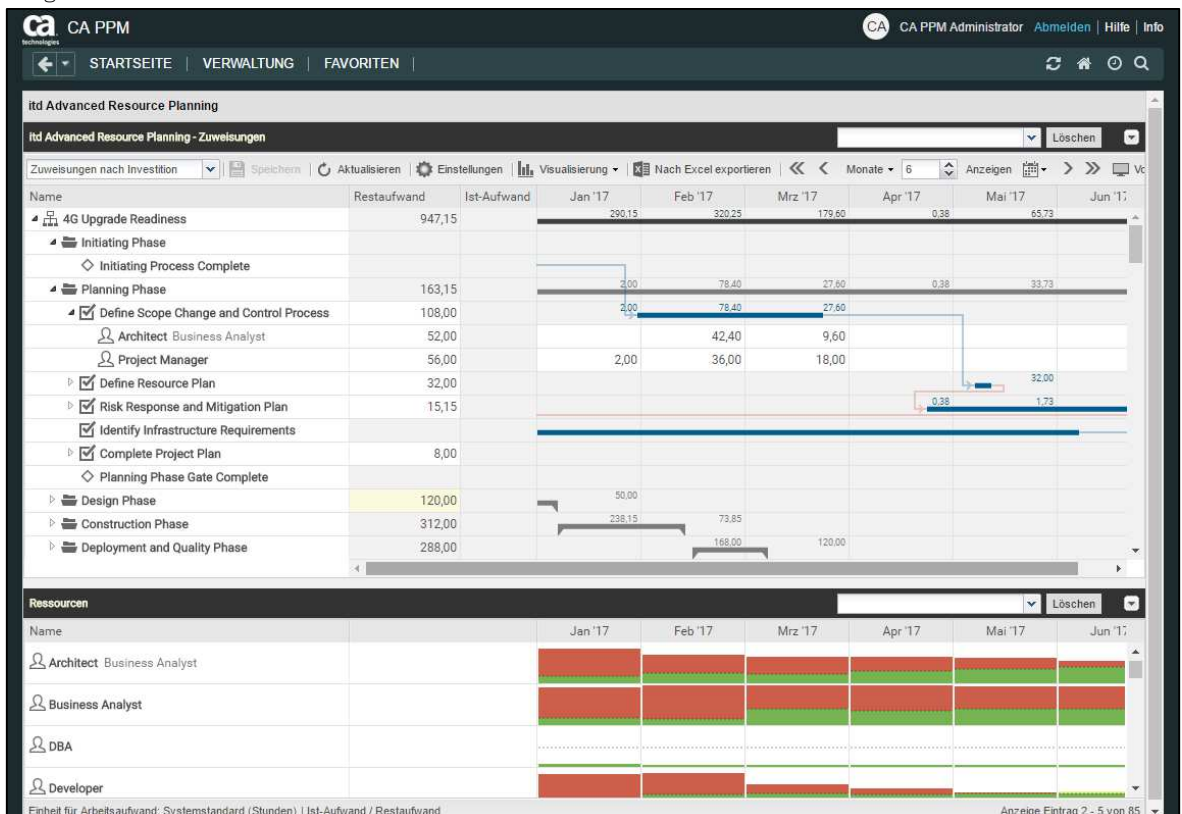 ca technologies CA PPM CA CA PPM Administrator Abmelden | Hilfe | Info
STARTSEITE | VERWALTUNG | FAVORITEN |
itd Advanced Resource Planning
itd Advanced Resource Planning - Zuweisungen Löschen
Zuweisungen nach Investition Speichern Aktualisieren Einstellungen Visualisierung Nach Excel exportieren Monate 6 Anzeigen
Name Restaufwand Ist-Aufwand Jan '17 Feb '17 Mrz '17 Apr '17 Mai '17 Jun '17
4G Upgrade Readiness 947,15 290,15 320,25 179,60 0,38 65,73
Initiating Phase
Initiating Process Complete
Planning Phase 163,15 2,00 78,40 27,60 0,38 33,73
Define Scope Change and Control Process 108,00 2,00 78,40 27,60
Architect Business Analyst 52,00 42,40 9,60
Project Manager 56,00 2,00 36,00 18,00
Define Resource Plan 32,00 32,00
Risk Response and Mitigation Plan 15,15 0,38 1,73
Identify Infrastructure Requirements
Complete Project Plan 8,00
Planning Phase Gate Complete
Design Phase 120,00 50,00
Construction Phase 312,00 238,15 73,85
Deployment and Quality Phase 288,00 168,00 120,00
Ressourcen Löschen
Name Jan '17 Feb '17 Mrz '17 Apr '17 Mai '17 Jun '17
Architect Business Analyst
Business Analyst
DBA
Developer
Einheit für Arbeitsaufwand: Systemstandard (Stunden) | Ist-Aufwand / Restaufwand Anzeige Eintrag 2 - 5 von 85